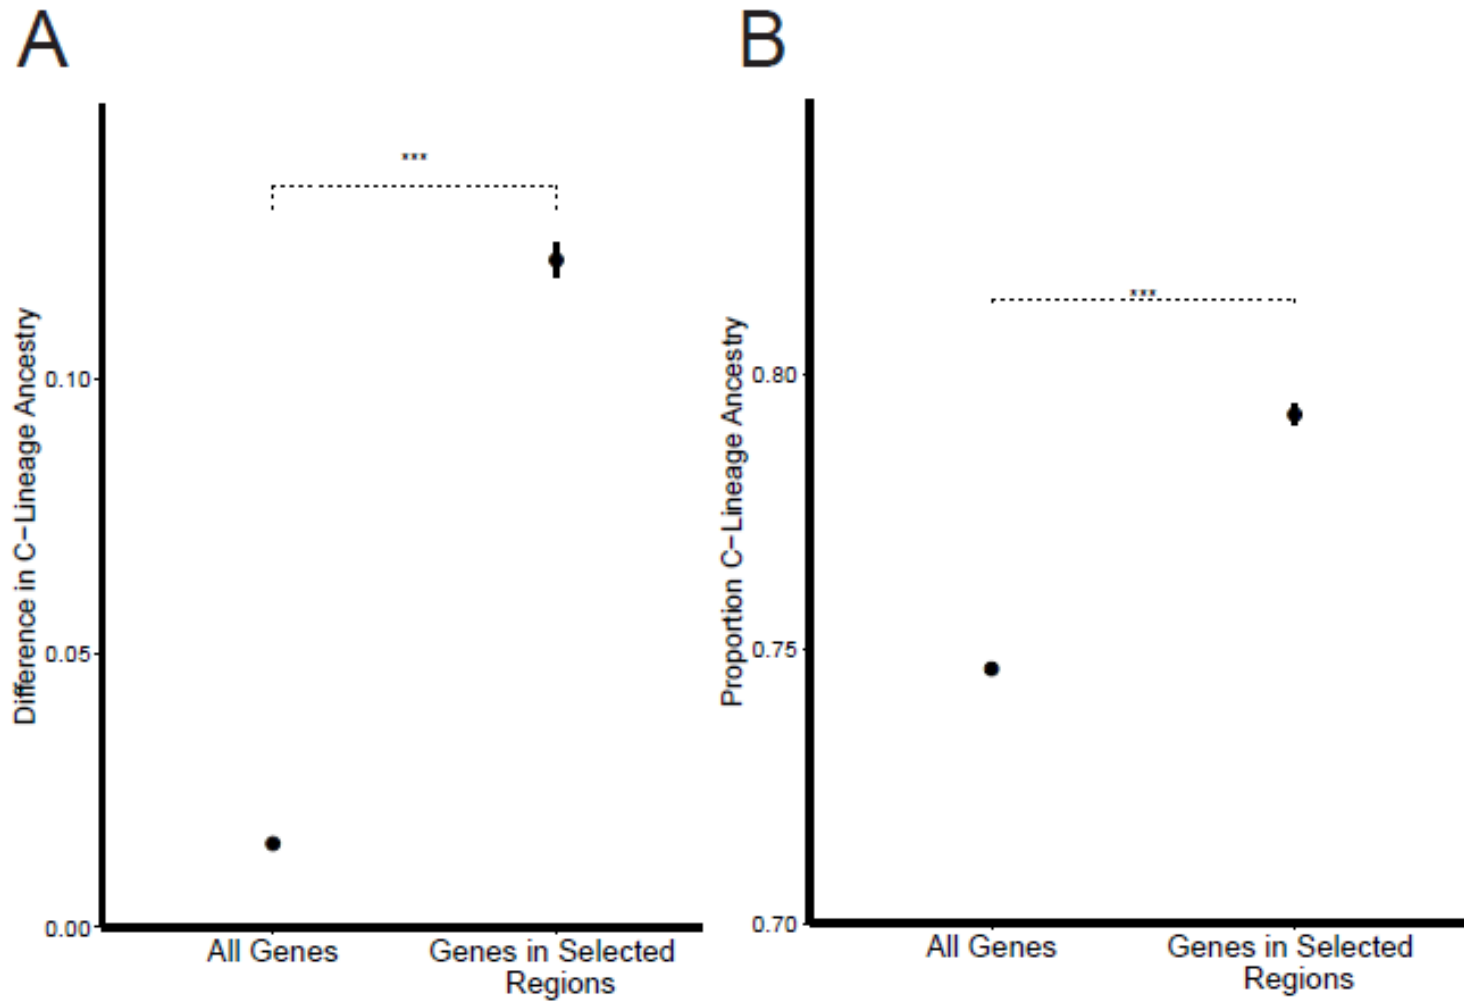 A
Difference in C-Lineage Ancestry
0.10
0.05
0.00
***
All Genes
Genes in Selected
Regions
B
Proportion C-Lineage Ancestry
0.80
0.75
0.70
***
All Genes
Genes in Selected
Regions